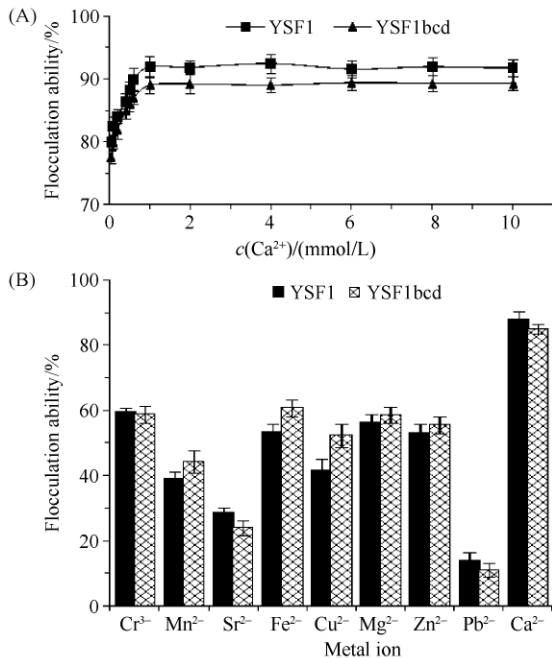 (A)
YSF1 YSF1bcd
Flocculation ability/%
100
90
80
70
0 2 4 6 8 10
c(Ca²⁺)/(mmol/L)
(B)
YSF1 YSF1bcd
Flocculation ability/%
100
80
60
40
20
0
Cr³⁻ Mn²⁻ Sr²⁻ Fe²⁻ Cu²⁻ Mg²⁻ Zn²⁻ Pb²⁻ Ca²⁻
Metal ion